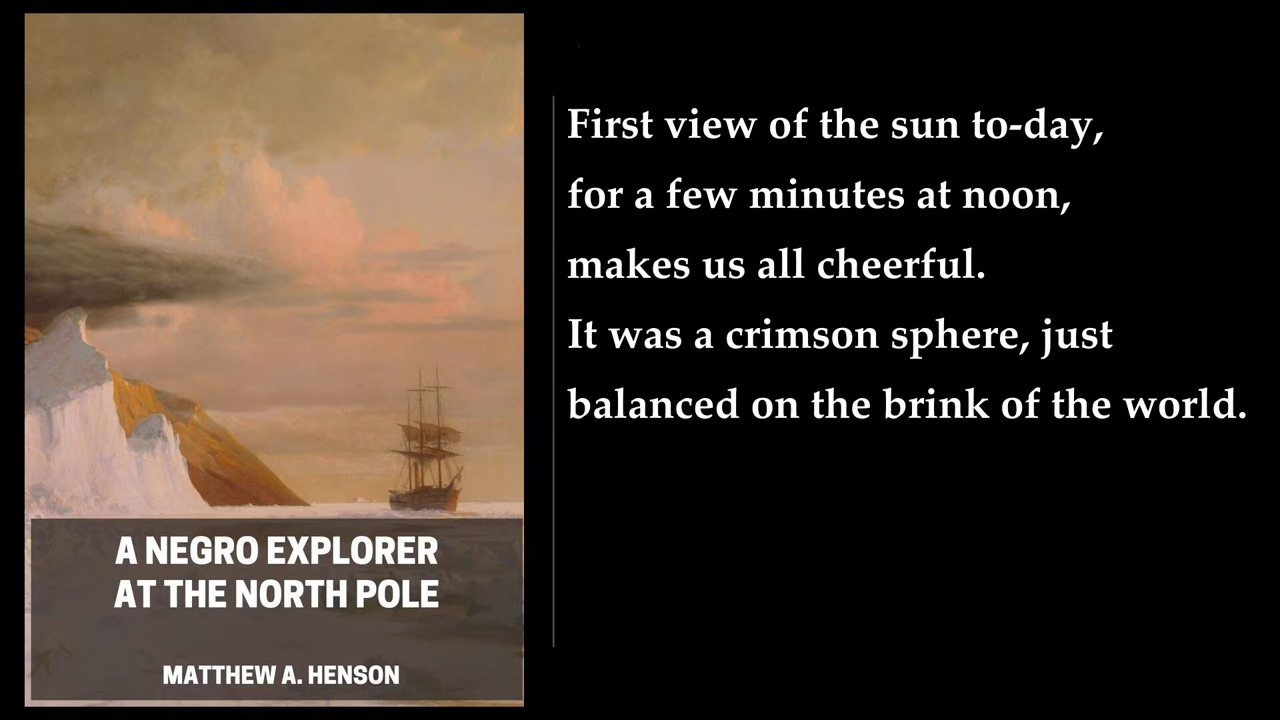 First view of the sun to-day,
for a few minutes at noon,
makes us all cheerful.
It was a crimson sphere, just
balanced on the brink of the world.
A NEGRO EXPLORER
AT THE NORTH POLE
MATTHEW A. HENSON